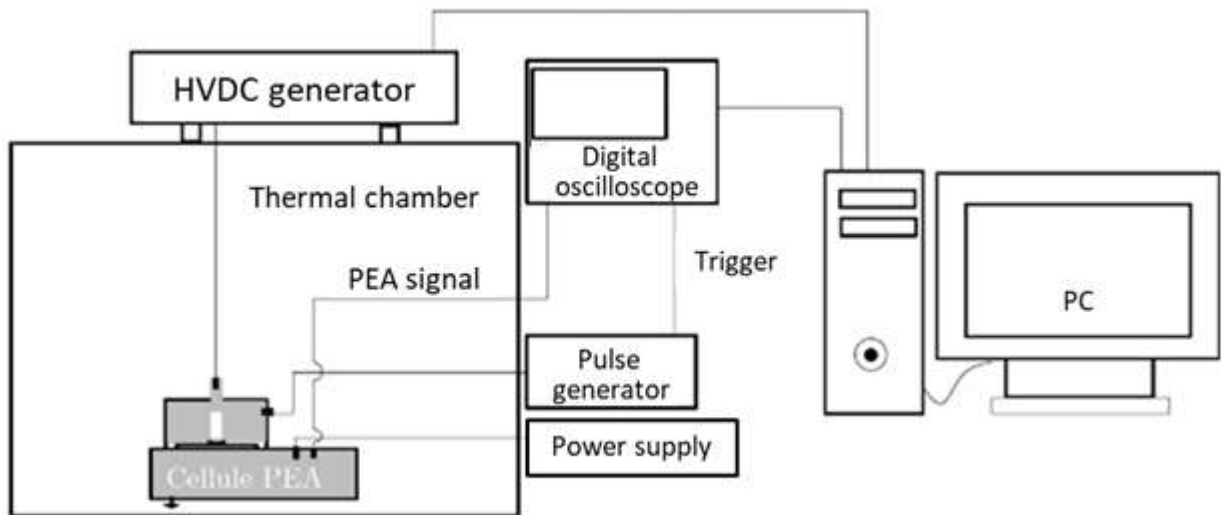 HVDC generator
Digital
oscilloscope
Thermal chamber
Trigger
PEA signal
PC
Pulse
generator
Power supply
Cellule PEA